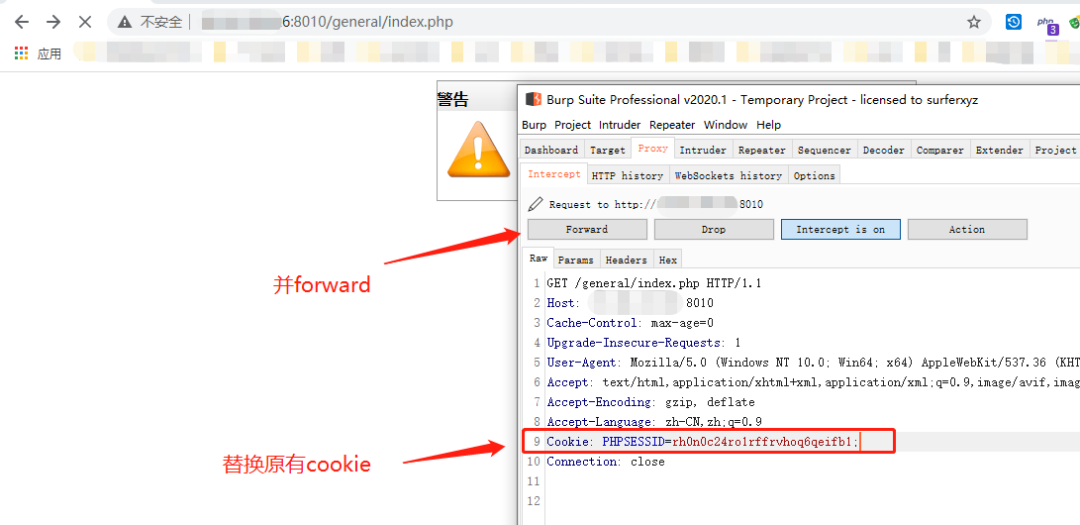 不安全 6:8010/general/index.php
应用
警告
Burp Suite Professional v2020.1 - Temporary Project - licensed to surferxyz
Burp Project Intruder Repeater Window Help
Dashboard Target Proxy Intruder Repeater Sequencer Decoder Comparer Extender Project
Intercept HTTP history WebSockets history Options
Request to http:// 8010
Forward Drop Intercept is on Action
Raw Params Headers Hex
并forward
替换原有cookie
1 GET /general/index.php HTTP/1.1
2 Host: 8010
3 Cache-Control: max-age=0
4 Upgrade-Insecure-Requests: 1
5 User-Agent: Mozilla/5.0 (Windows NT 10.0; Win64; x64) AppleWebKit/537.36 (KHT
6 Accept: text/html,application/xhtml+xml,application/xml;q=0.9,image/avif,imag
7 Accept-Encoding: gzip, deflate
8 Accept-Language: zh-CN,zh;q=0.9
9 Cookie: PHPSESSID=rh0n0c24ro1rffrvhoq6qeifb1;
10 Connection: close
11
12
php
3